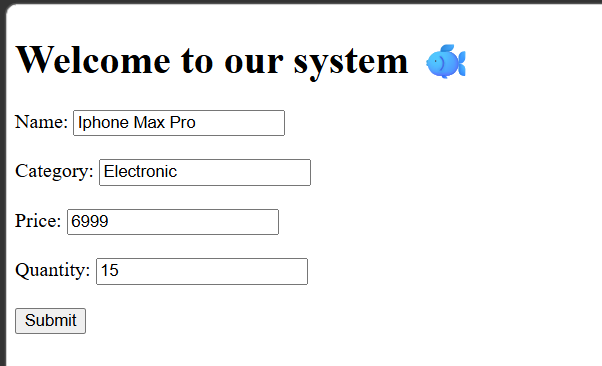 Welcome to our system 🐟
Name: Iphone Max Pro
Category: Electronic
Price: 6999
Quantity: 15
Submit